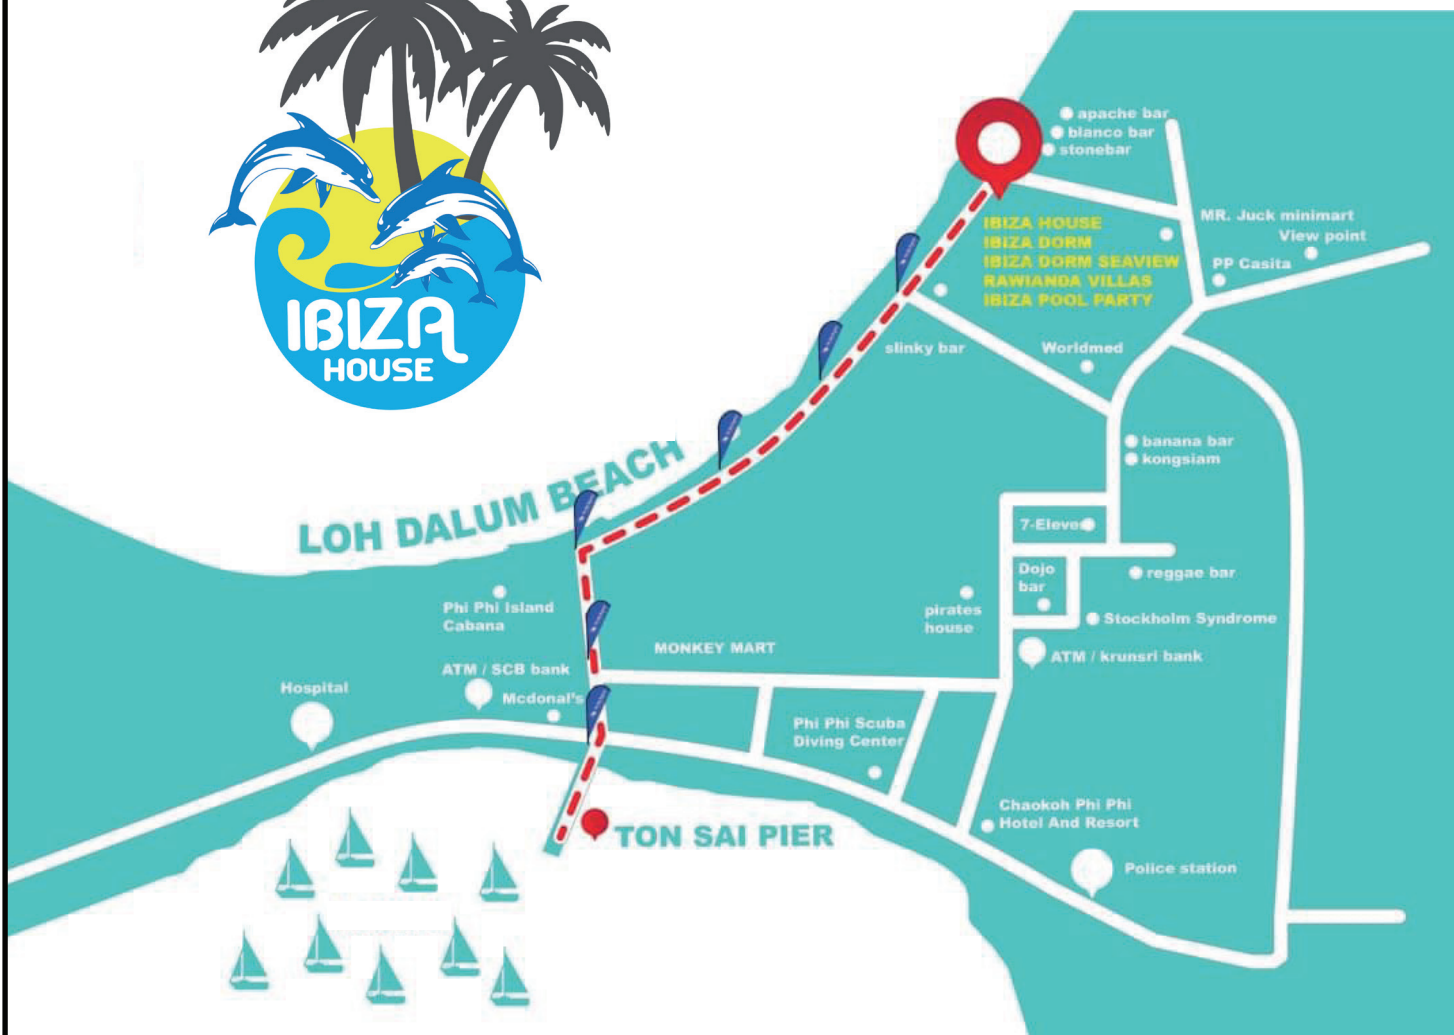 IBIZA
HOUSE
apache bar
blanco bar
stonebar
MR. Juck minimart
View point
PP Casita
IBIZA HOUSE
IBIZA DORM
IBIZA DORM SEAVIEW
RAWIANDA VILLAS
IBIZA POOL PARTY
slinky bar
Worldmed
banana bar
kongsiam
LOH DALUM BEACH
7-Eleven
Dojo
bar
reggae bar
Phi Phi Island
Cabana
pirates
house
Stockholm Syndrome
MONKEY MART
ATM / krunsri bank
ATM / SCB bank
Hospital
Mcdonal's
Phi Phi Scuba
Diving Center
Chaokoh Phi Phi
Hotel And Resort
TON SAI PIER
Police station